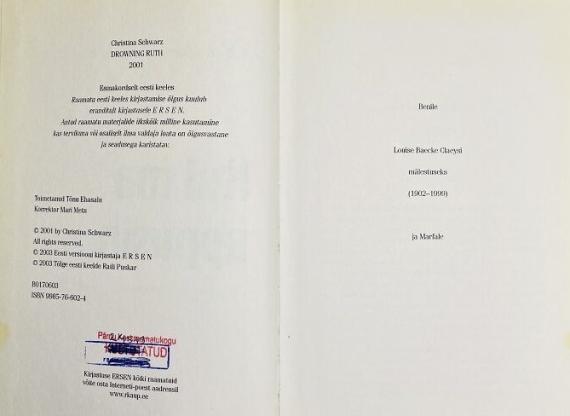 Christina Schwarz
DROWNING RUTH
2001
Esmakordselt eesti keeles
Raamatu eesti keeles kirjastamise õigus kuulub
eranditult kirjastusele E R S E N.
Antud raamatu materjalide ükskõik milline kasutamine
kas tervikuna või osaliselt ilma valdaja loata on õigusvastane
ja seadusega karistatav.
Toimetanud Tõnu Ehasalu
Korrektor Mari Mets
© 2001 by Christina Schwarz
All rights reserved.
© 2003 Eesti versiooni kirjastaja E R S E N
© 2003 Tõlge eesti keelde Raili Puskar
B0170603
ISBN 9985-76-602-4
Pärnu Keskraamatukogu
KUSTUTATUD
Kirjastuse ERSEN kõiki raamatuid
võite osta Interneti-poest aadressil
www.rkaup.ee
Benile
Louise Baecke Claeysi
mälestuseks
(1902–1999)
ja Maefale